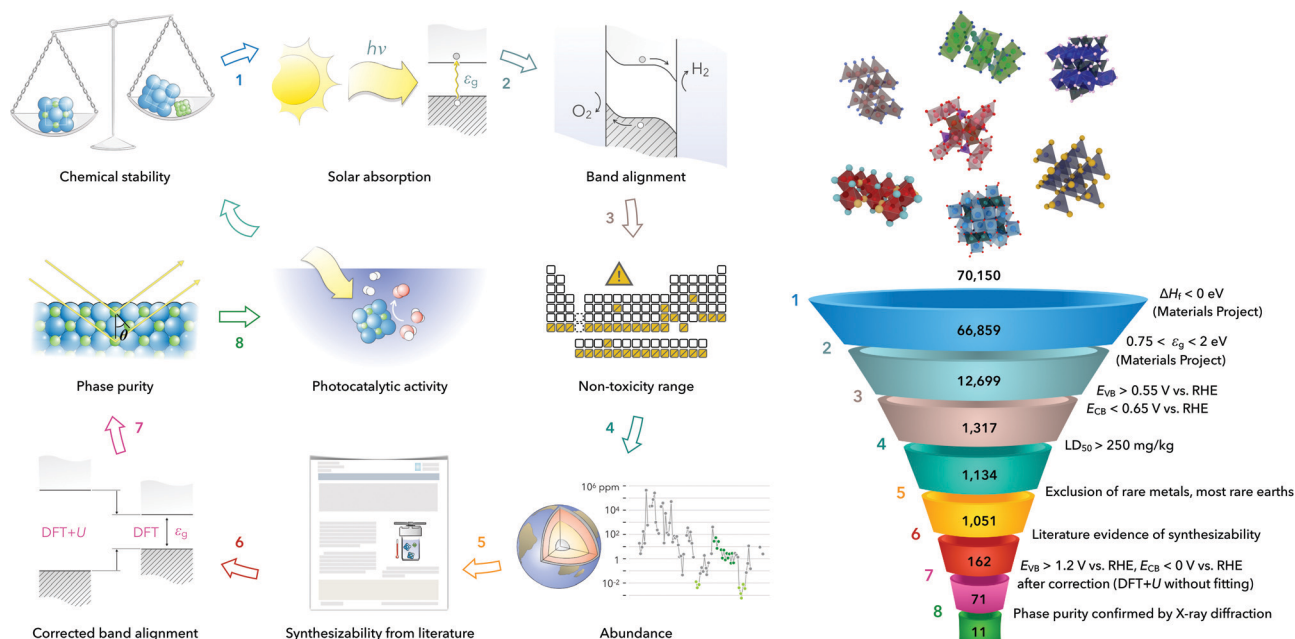 1
hν
εg
2
H₂
O₂
Chemical stability
Solar absorption
Band alignment
3
θ
8
!
Phase purity
Photocatalytic activity
Non-toxicity range
7
4
DFT+U
DFT
εg
6
5
10⁶ ppm
10⁴
10²
1
10⁻²
Corrected band alignment
Synthesizability from literature
Abundance
70,150
1
ΔHf < 0 eV
(Materials Project)
66,859
2
0.75 < εg < 2 eV
(Materials Project)
12,699
3
EVB > 0.55 V vs. RHE
ECB < 0.65 V vs. RHE
1,317
4
LD₅₀ > 250 mg/kg
1,134
5
Exclusion of rare metals, most rare earths
1,051
6
Literature evidence of synthesizability
162
7
EVB > 1.2 V vs. RHE, ECB < 0 V vs. RHE
after correction (DFT+U without fitting)
71
8
Phase purity confirmed by X-ray diffraction
11